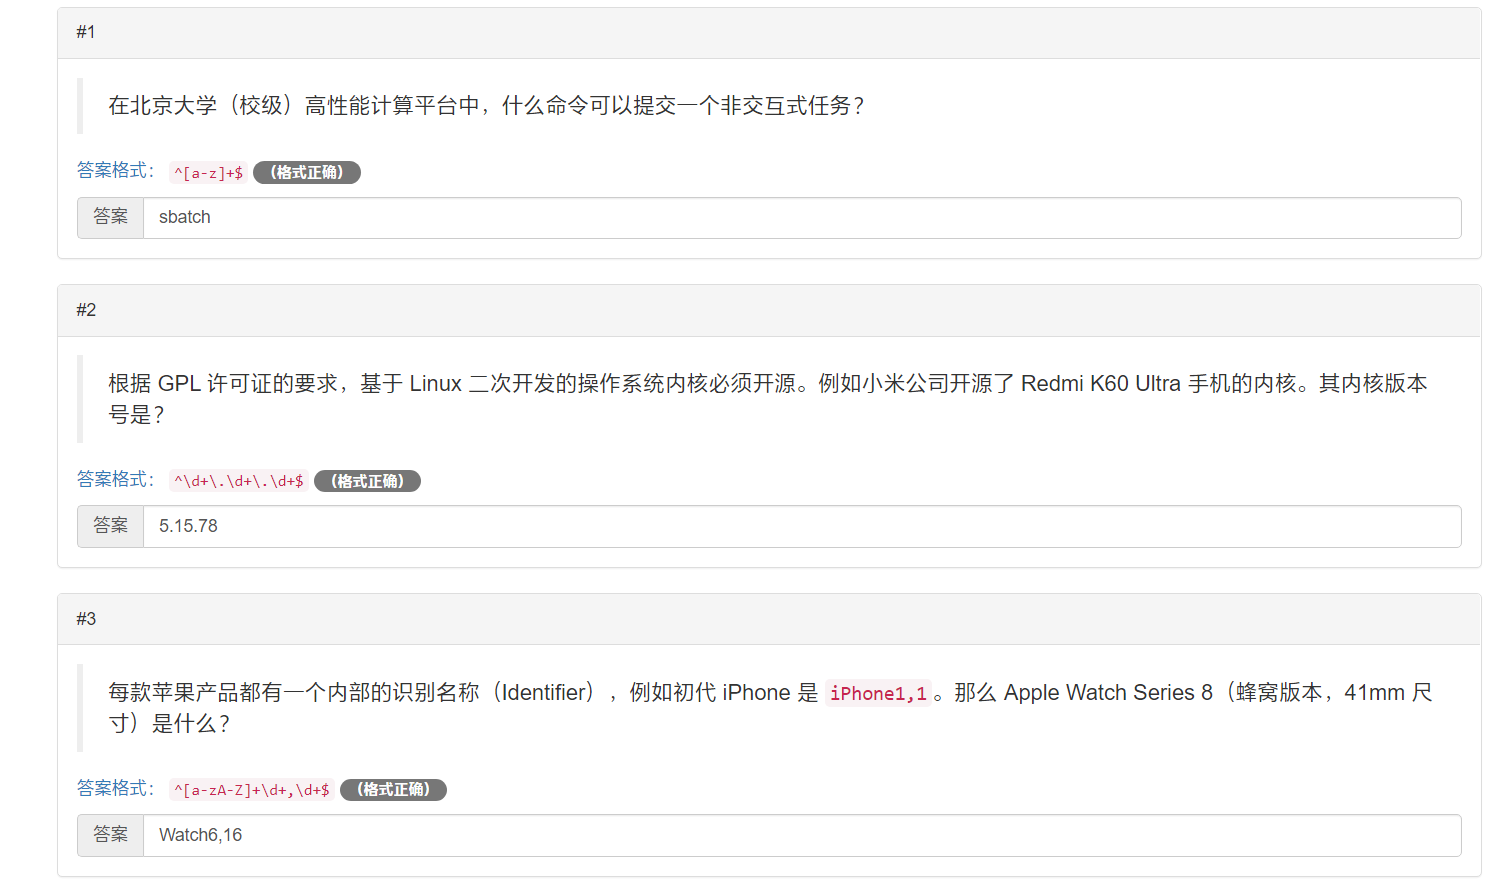 #1
在北京大学（校级）高性能计算平台中，什么命令可以提交一个非交互式任务？
答案格式： ^[a-z]+$ （格式正确）
答案 sbatch
#2
根据 GPL 许可证的要求，基于 Linux 二次开发的操作系统内核必须开源。例如小米公司开源了 Redmi K60 Ultra 手机的内核。其内核版本
号是？
答案格式： ^\d+\.\d+\.\d+$ （格式正确）
答案 5.15.78
#3
每款苹果产品都有一个内部的识别名称（Identifier），例如初代 iPhone 是 iPhone1,1 。那么 Apple Watch Series 8（蜂窝版本，41mm 尺
寸）是什么？
答案格式： ^[a-zA-Z]+\d+,\d+$ （格式正确）
答案 Watch6,16